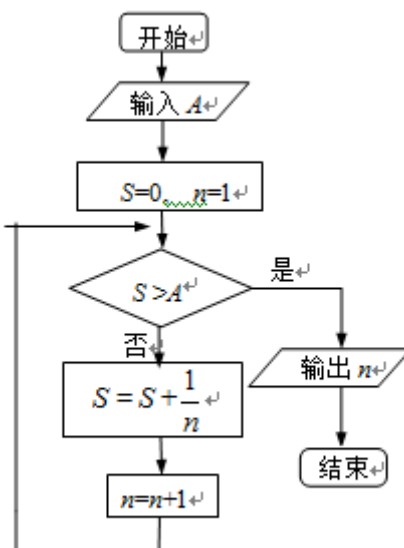 开始↵
输入 A↵
S=0, n=1↵
S >A↵
是↵
否↵
S = S + 1/n ↵
输出 n↵
n=n+1↵
结束↵